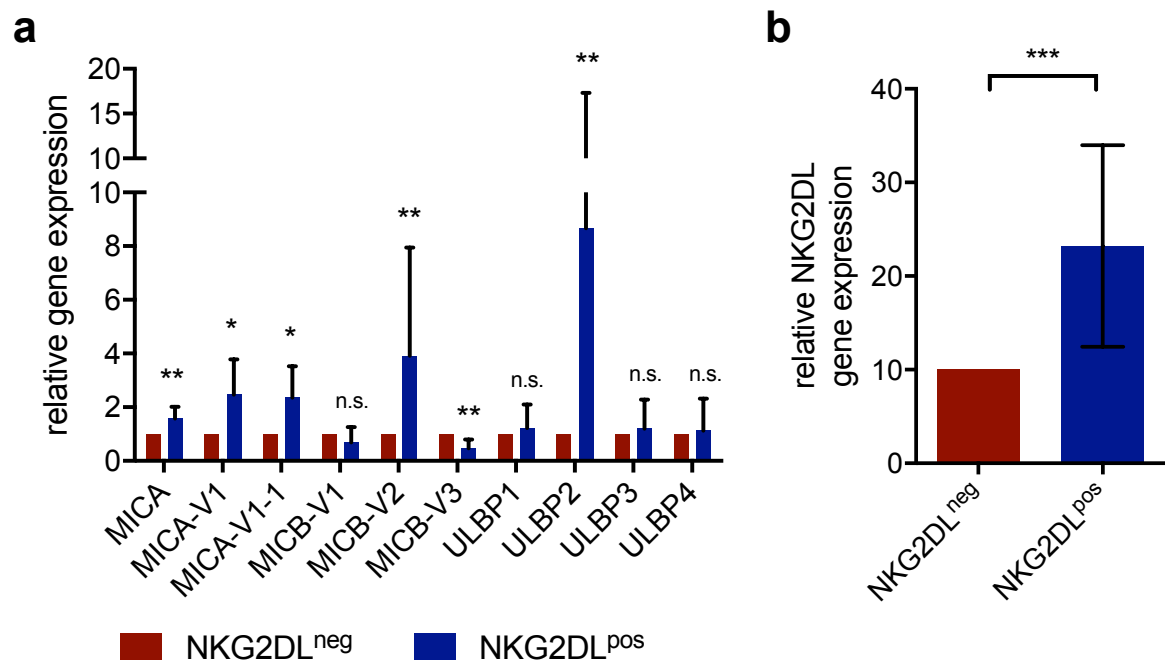 a
relative gene expression
20
15
10
10
8
6
4
2
0
**
*
*
n.s.
**
**
n.s.
**
n.s.
n.s.
MICA
MICA-V1
MICA-V1-1
MICB-V1
MICB-V2
MICB-V3
ULBP1
ULBP2
ULBP3
ULBP4
NKG2DLneg
NKG2DLpos
b
relative NKG2DL
gene expression
40
30
20
10
0
***
NKG2DLneg
NKG2DLpos